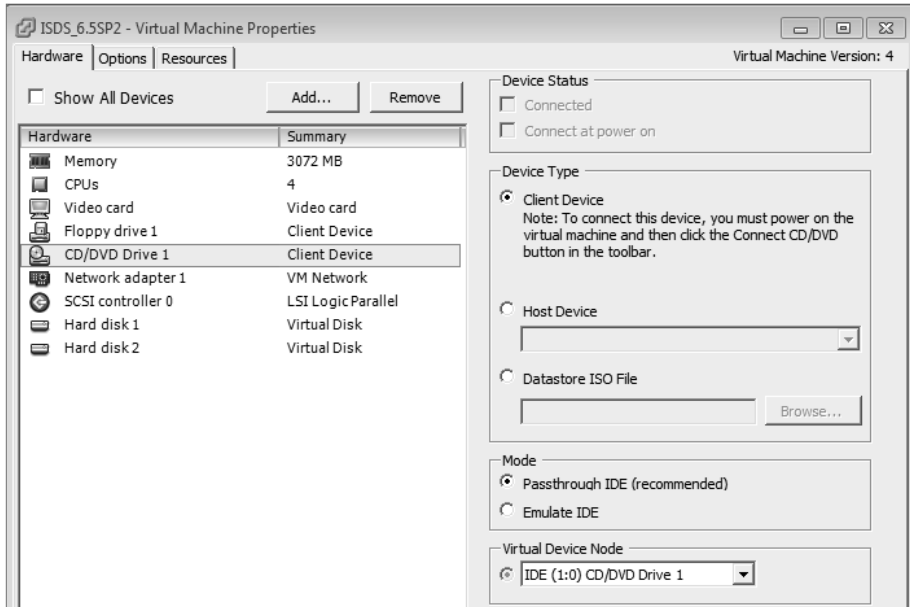 ISDS_6.5SP2 - Virtual Machine Properties
Hardware Options Resources
Virtual Machine Version: 4
Show All Devices
Add...
Remove
Hardware Summary
Memory 3072 MB
CPUs 4
Video card Video card
Floppy drive 1 Client Device
CD/DVD Drive 1 Client Device
Network adapter 1 VM Network
SCSI controller 0 LSI Logic Parallel
Hard disk 1 Virtual Disk
Hard disk 2 Virtual Disk
Device Status
Connected
Connect at power on
Device Type
Client Device
Note: To connect this device, you must power on the
virtual machine and then click the Connect CD/DVD
button in the toolbar.
Host Device
Datastore ISO File
Browse...
Mode
Passthrough IDE (recommended)
Emulate IDE
Virtual Device Node
IDE (1:0) CD/DVD Drive 1